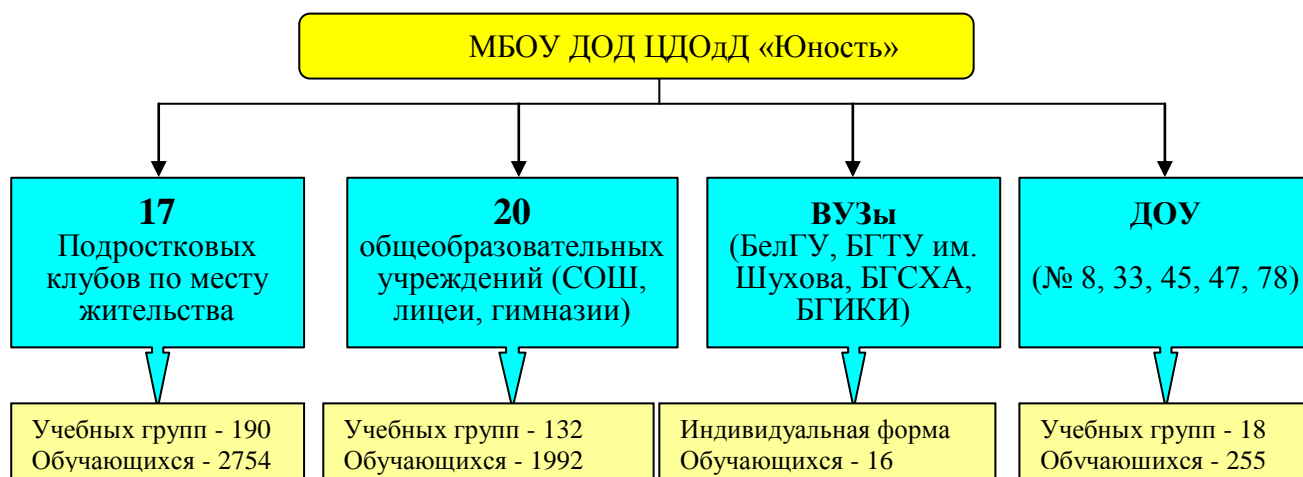 МБОУ ДОД ЦДОдД «Юность»
17
Подростковых
клубов по месту
жительства
20
общеобразовательных
учреждений (СОШ,
лицеи, гимназии)
ВУЗы
(БелГУ, БГТУ им.
Шухова, БГСХА,
БГИКИ)
ДОУ
(№ 8, 33, 45, 47, 78)
Учебных групп - 190
Обучающихся - 2754
Учебных групп - 132
Обучающихся - 1992
Индивидуальная форма
Обучающихся - 16
Учебных групп - 18
Обучающихся - 255